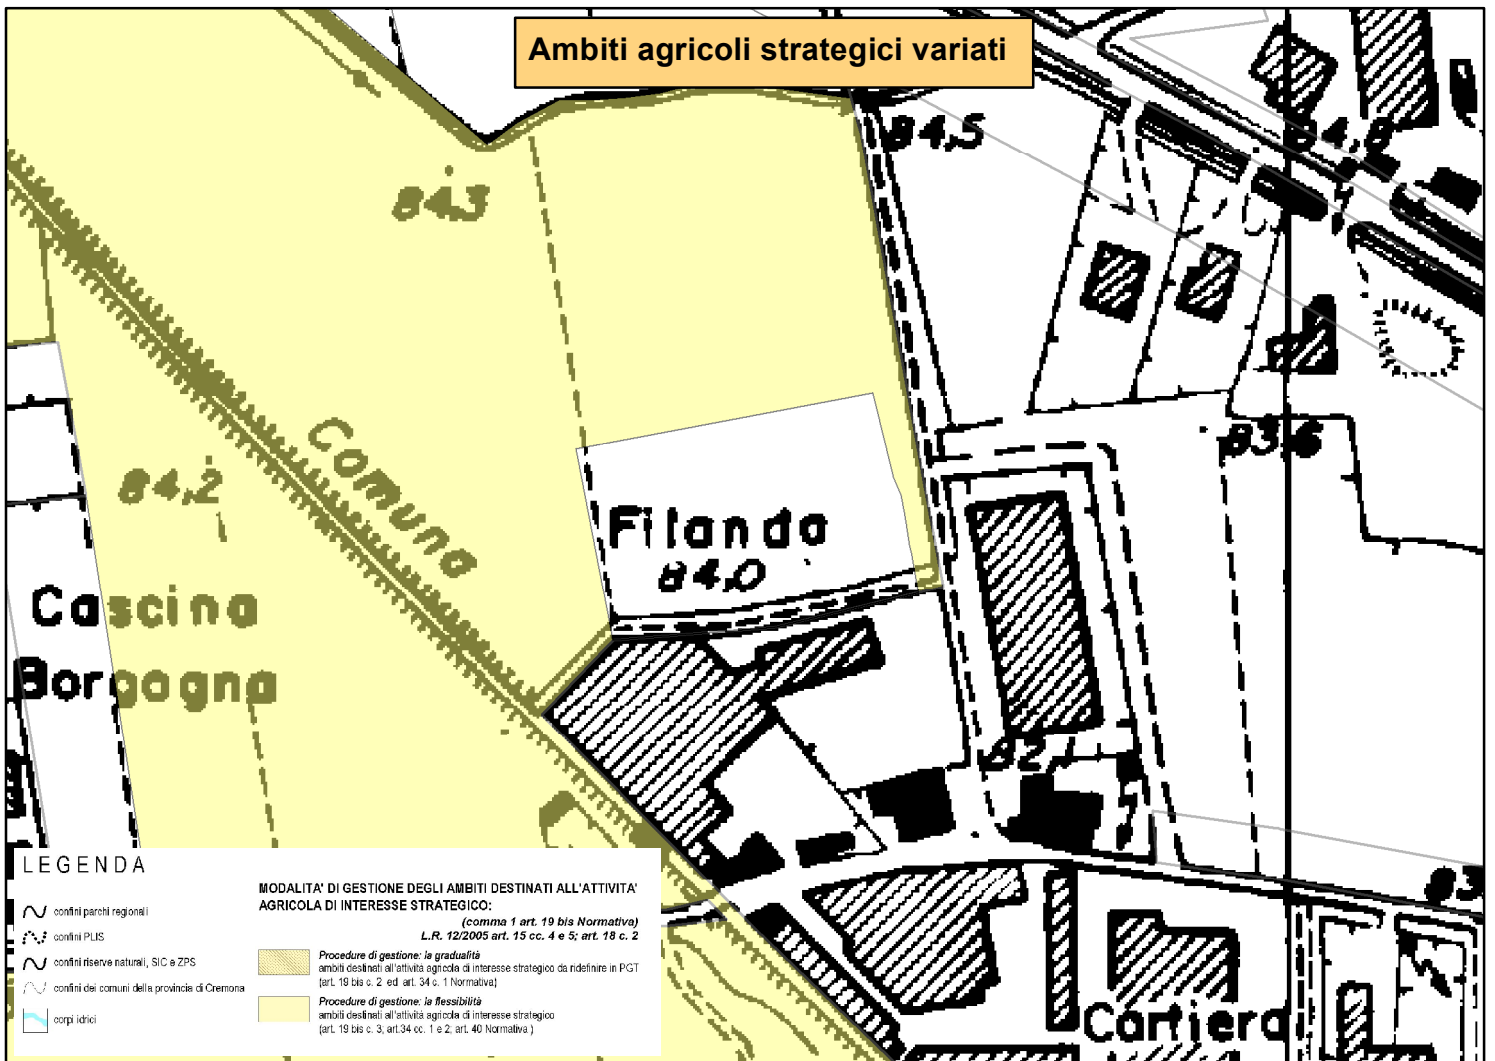 Ambiti agricoli strategici variati
84,5
84,8
84,3
83,6
Comuna
84,2
Filanda
84,0
Cascina
Borgogna
82
83
Cartiera
LEGENDA
confini parchi regionali
confini PLIS
confini riserve naturali, SIC e ZPS
confini dei comuni della provincia di Cremona
corpi idrici
MODALITA' DI GESTIONE DEGLI AMBITI DESTINATI ALL'ATTIVITA'
AGRICOLA DI INTERESSE STRATEGICO:
(comma 1 art. 19 bis Normativa)
L.R. 12/2005 art. 15 cc. 4 e 5; art. 18 c. 2
Procedure di gestione: la gradualità
ambiti destinati all'attività agricola di interesse strategico da ridefinire in PGT
(art. 19 bis c. 2 ed art. 34 c. 1 Normativa)
Procedure di gestione: la flessibilità
ambiti destinati all'attività agricola di interesse strategico
(art. 19 bis c. 3, art.34 cc. 1 e 2; art. 40 Normativa )